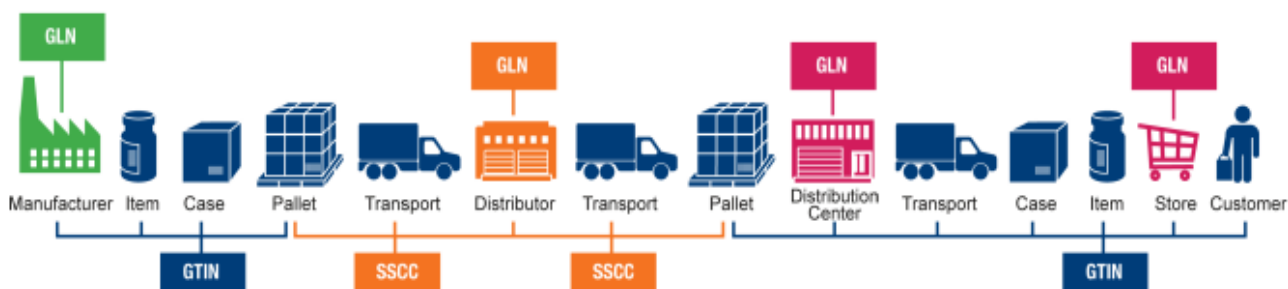 GLN
GLN
GLN
GLN
Manufacturer
Item
Case
Pallet
Transport
Distributor
Transport
Pallet
Distribution
Center
Transport
Case
Item
Store
Customer
GTIN
SSCC
SSCC
GTIN